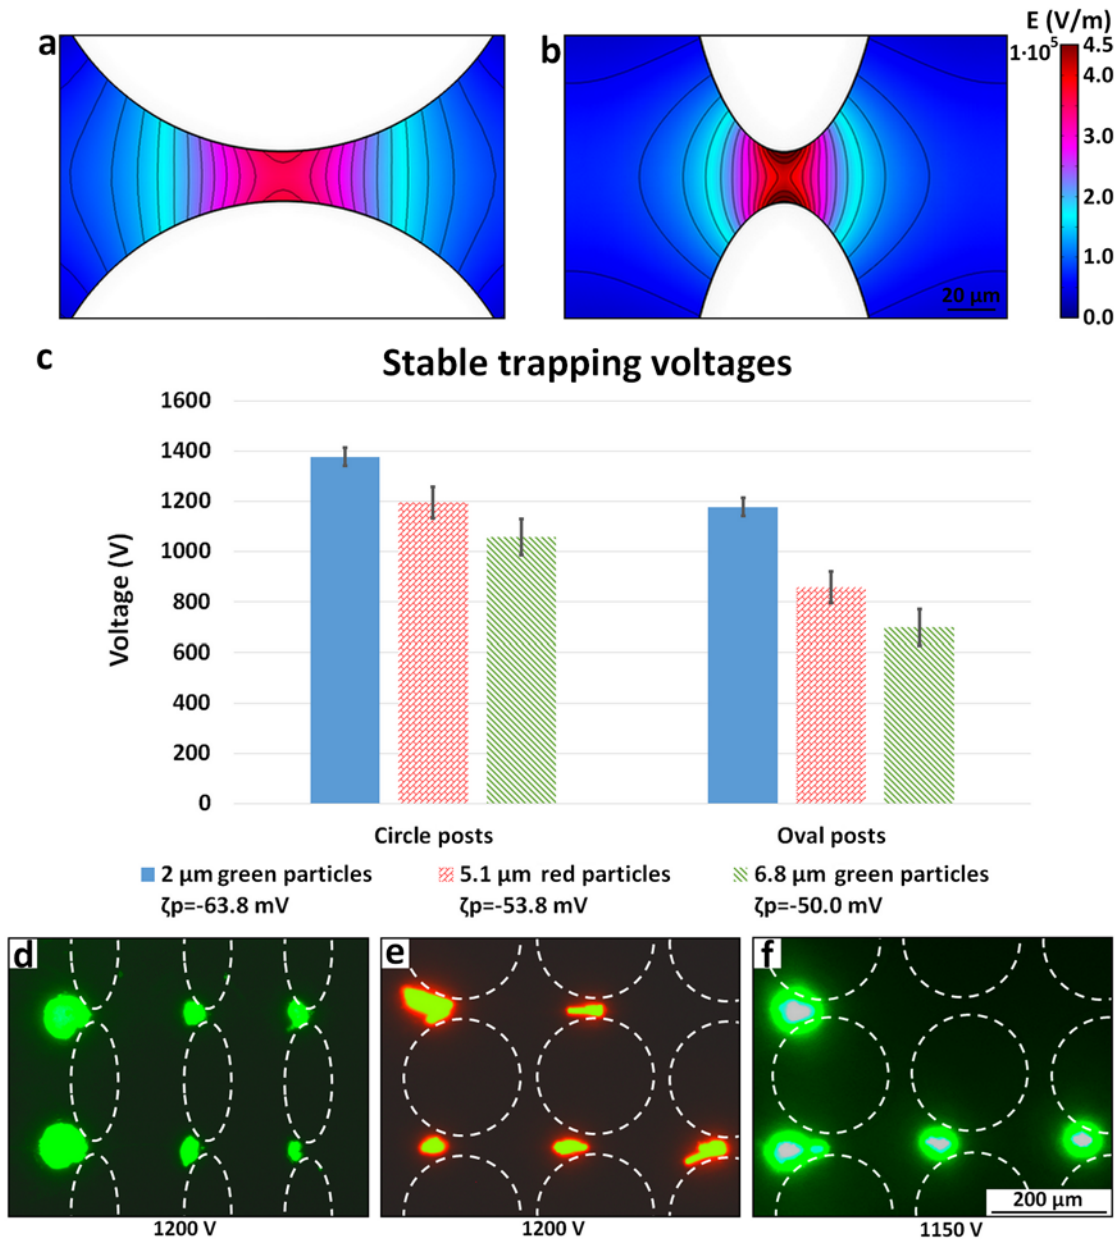 a
b
E (V/m)
1·10⁵
4.5
4.0
3.0
2.0
1.0
0.0
20 µm
c
Stable trapping voltages
Voltage (V)
1600
1400
1200
1000
800
600
400
200
0
Circle posts
Oval posts
2 µm green particles
ζp=-63.8 mV
5.1 µm red particles
ζp=-53.8 mV
6.8 µm green particles
ζp=-50.0 mV
d
e
f
200 µm
1200 V
1200 V
1150 V